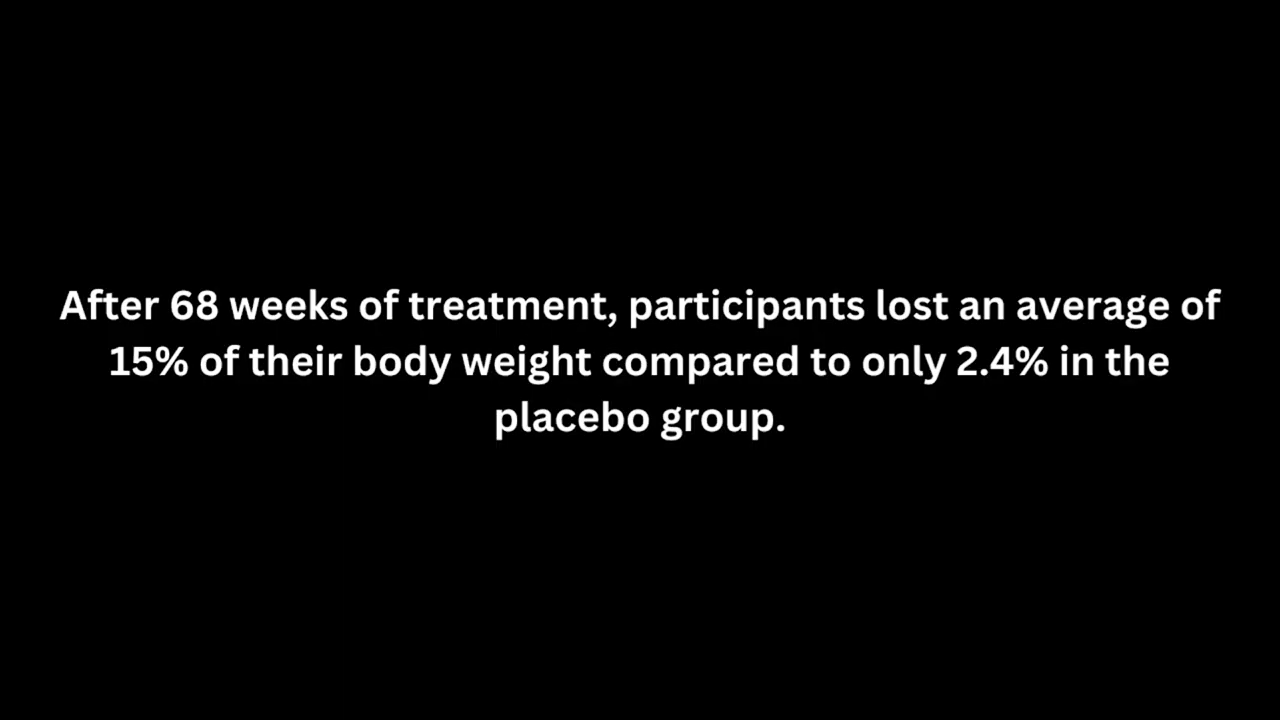 After 68 weeks of treatment, participants lost an average of
15% of their body weight compared to only 2.4% in the
placebo group.